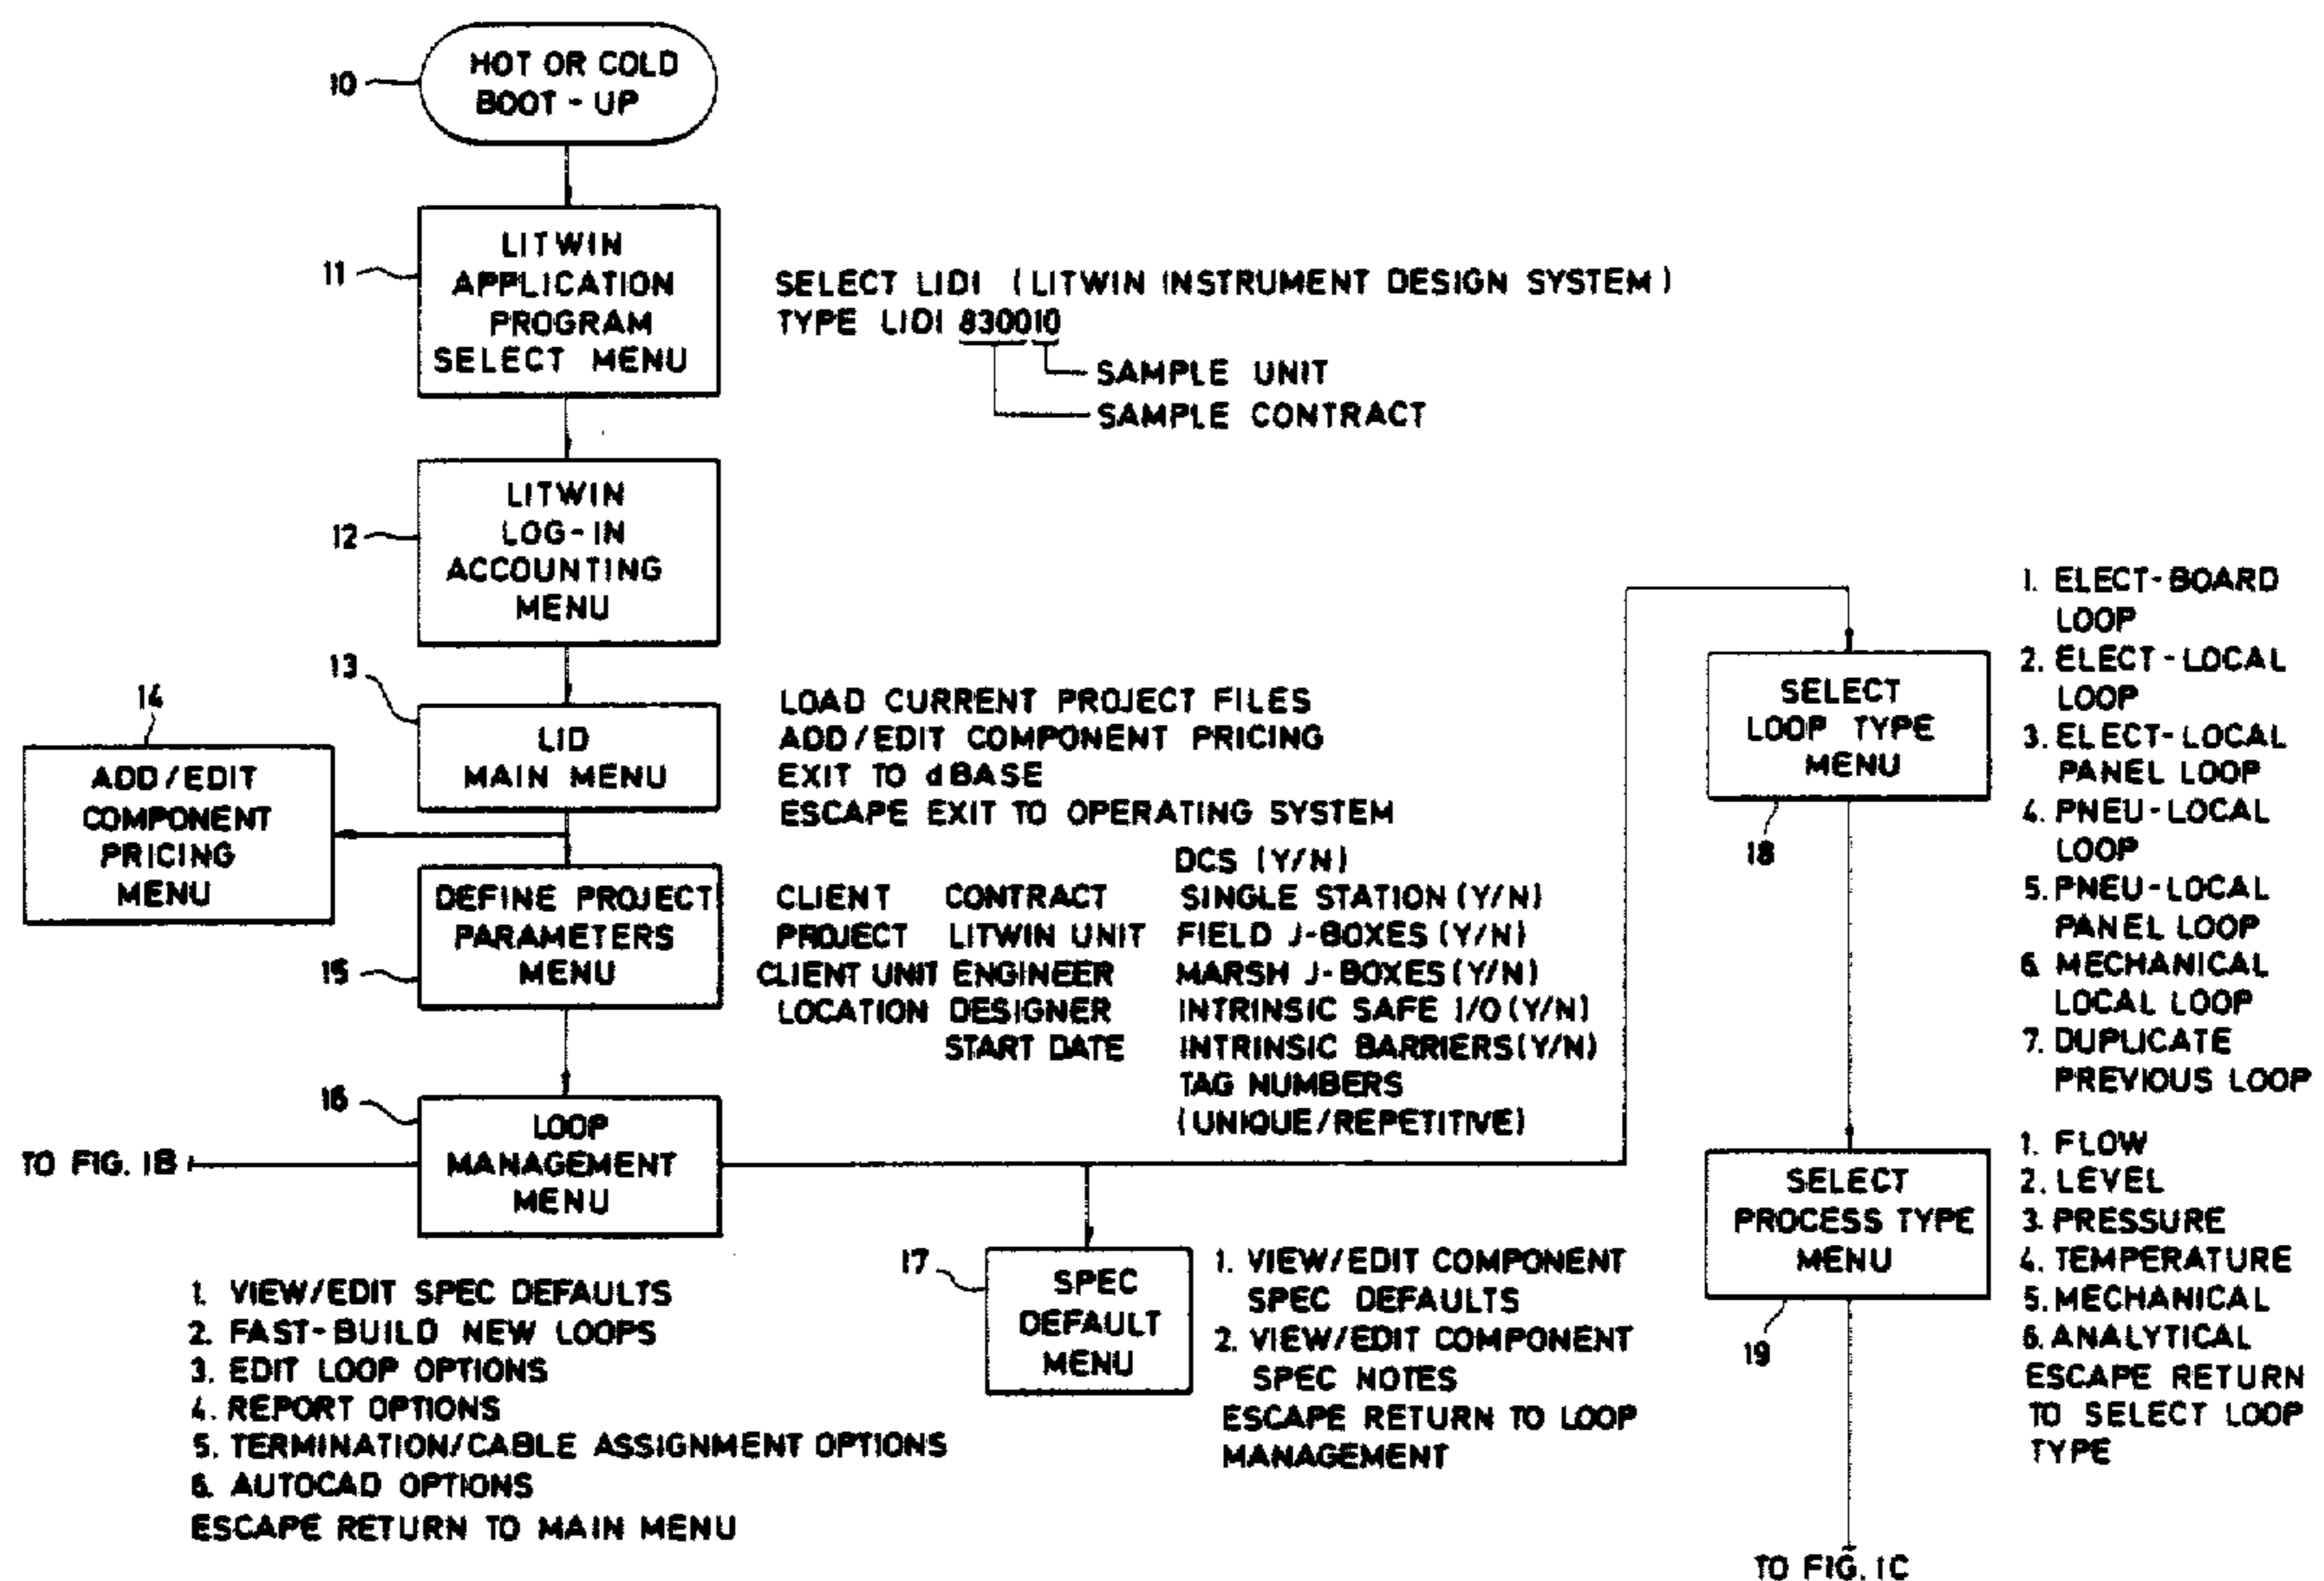 HOT OR COLD
BOOT - UP
10
LITWIN
APPLICATION
PROGRAM
SELECT MENU
11
SELECT LIDI (LITWIN INSTRUMENT DESIGN SYSTEM)
TYPE LIDI 830010
SAMPLE UNIT
SAMPLE CONTRACT
LITWIN
LOG-IN
ACCOUNTING
MENU
12
13
LID
MAIN MENU
LOAD CURRENT PROJECT FILES
ADD/EDIT COMPONENT PRICING
EXIT TO dBASE
ESCAPE EXIT TO OPERATING SYSTEM
14
ADD/EDIT
COMPONENT
PRICING
MENU
DEFINE PROJECT
PARAMETERS
MENU
15
DCS (Y/N)
CLIENT CONTRACT SINGLE STATION (Y/N)
PROJECT LITWIN UNIT FIELD J-BOXES (Y/N)
CLIENT UNIT ENGINEER MARSH J-BOXES (Y/N)
LOCATION DESIGNER INTRINSIC SAFE I/O (Y/N)
START DATE INTRINSIC BARRIERS (Y/N)
TAG NUMBERS
(UNIQUE/REPETITIVE)
16
LOOP
MANAGEMENT
MENU
TO FIG. 1B
1. VIEW/EDIT SPEC DEFAULTS
2. FAST-BUILD NEW LOOPS
3. EDIT LOOP OPTIONS
4. REPORT OPTIONS
5. TERMINATION/CABLE ASSIGNMENT OPTIONS
6. AUTOCAD OPTIONS
ESCAPE RETURN TO MAIN MENU
17
SPEC
DEFAULT
MENU
1. VIEW/EDIT COMPONENT
SPEC DEFAULTS
2. VIEW/EDIT COMPONENT
SPEC NOTES
ESCAPE RETURN TO LOOP
MANAGEMENT
SELECT
LOOP TYPE
MENU
18
1. ELECT-BOARD
LOOP
2. ELECT-LOCAL
LOOP
3. ELECT-LOCAL
PANEL LOOP
4. PNEU-LOCAL
LOOP
5. PNEU-LOCAL
PANEL LOOP
6. MECHANICAL
LOCAL LOOP
7. DUPLICATE
PREVIOUS LOOP
SELECT
PROCESS TYPE
MENU
19
1. FLOW
2. LEVEL
3. PRESSURE
4. TEMPERATURE
5. MECHANICAL
6. ANALYTICAL
ESCAPE RETURN
TO SELECT LOOP
TYPE
TO FIG. 1C